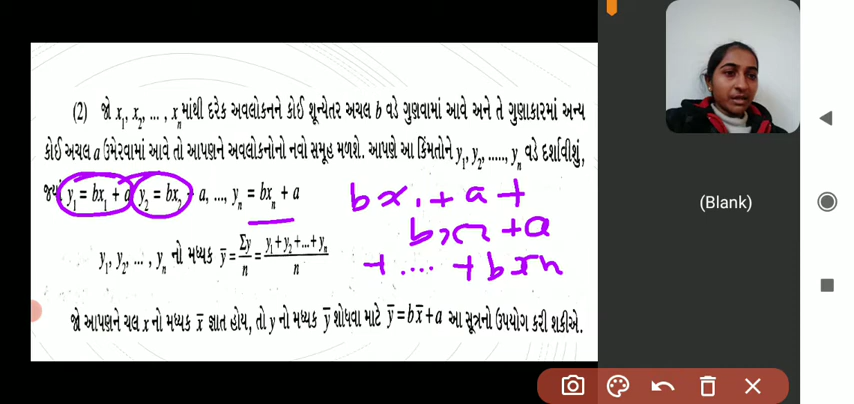 (2) જો x₁, x₂, ... , xₙ માંથી દરેક અવલોકનને કોઈ શૂન્યેતર અચલ b વડે ગુણવામાં આવે અને તે ગુણાકારમાં અન્ય
કોઈ અચલ a ઉમેરવામાં આવે તો આપણને અવલોકનોનો નવો સમૂહ મળશે. આપણે આ કિંમતોને y₁, y₂, ....., yₙ વડે દર્શાવીશું,
જ્યાં y₁ = bx₁ + a, y₂ = bx₂ + a, ..., yₙ = bxₙ + a
bx₁ + a +
bx₂ + a
+ .... + bxn
y₁, y₂, ... , yₙ નો મધ્યક ȳ = Σy/n = (y₁ + y₂ + ... + yₙ)/n
જો આપણને ચલ x નો મધ્યક x̄ જ્ઞાત હોય, તો y નો મધ્યક ȳ શોધવા માટે ȳ = bx̄ + a આ સૂત્રનો ઉપયોગ કરી શકીએ.
(Blank)